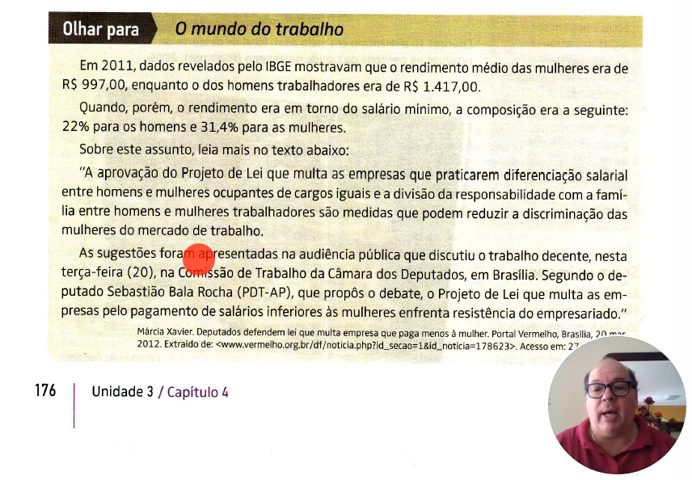 Olhar para O mundo do trabalho
Em 2011, dados revelados pelo IBGE mostravam que o rendimento médio das mulheres era de
R$ 997,00, enquanto o dos homens trabalhadores era de R$ 1.417,00.
Quando, porém, o rendimento era em torno do salário mínimo, a composição era a seguinte:
22% para os homens e 31,4% para as mulheres.
Sobre este assunto, leia mais no texto abaixo:
"A aprovação do Projeto de Lei que multa as empresas que praticarem diferenciação salarial
entre homens e mulheres ocupantes de cargos iguais e a divisão da responsabilidade com a famí-
lia entre homens e mulheres trabalhadores são medidas que podem reduzir a discriminação das
mulheres do mercado de trabalho.
As sugestões foram apresentadas na audiência pública que discutiu o trabalho decente, nesta
terça-feira (20), na Comissão de Trabalho da Câmara dos Deputados, em Brasília. Segundo o de-
putado Sebastião Bala Rocha (PDT-AP), que propôs o debate, o Projeto de Lei que multa as em-
presas pelo pagamento de salários inferiores às mulheres enfrenta resistência do empresariado."
Márcia Xavier. Deputados defendem lei que multa empresa que paga menos à mulher. Portal Vermelho, Brasília, 20 mar.
2012. Extraído de: <www.vermelho.org.br/df/noticia.php?id_secao=1&id_noticia=178623>. Acesso em: 27
176 Unidade 3 / Capítulo 4